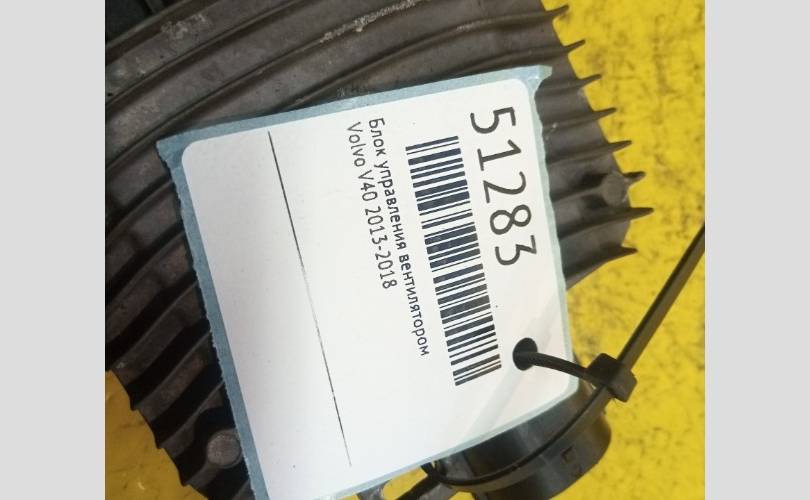 51283
Блок управления вентилятором
Volvo V40 2013-2018